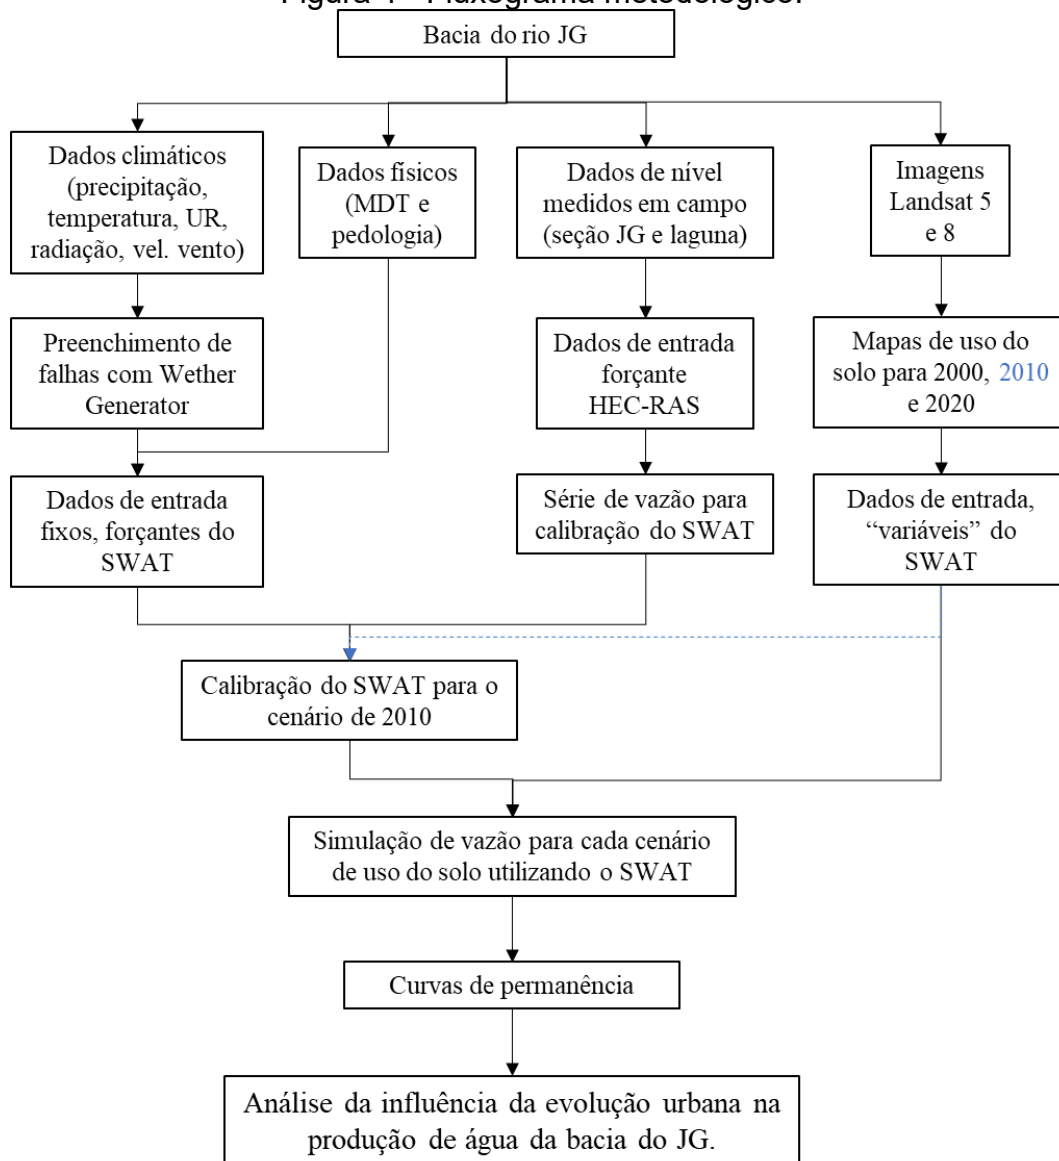 Figura 4 - Fluxograma metodológico.
Bacia do rio JG
Dados climáticos
(precipitação,
temperatura, UR,
radiação, vel. vento)
Dados físicos
(MDT e
pedologia)
Dados de nível
medidos em campo
(seção JG e laguna)
Imagens
Landsat 5
e 8
Preenchimento de
falhas com Wether
Generator
Dados de entrada
forçante
HEC-RAS
Mapas de uso do
solo para 2000, 2010
e 2020
Dados de entrada
fixos, forçantes do
SWAT
Série de vazão para
calibração do SWAT
Dados de entrada,
“variáveis” do
SWAT
Calibração do SWAT para o
cenário de 2010
Simulação de vazão para cada cenário
de uso do solo utilizando o SWAT
Curvas de permanência
Análise da influência da evolução urbana na
produção de água da bacia do JG.